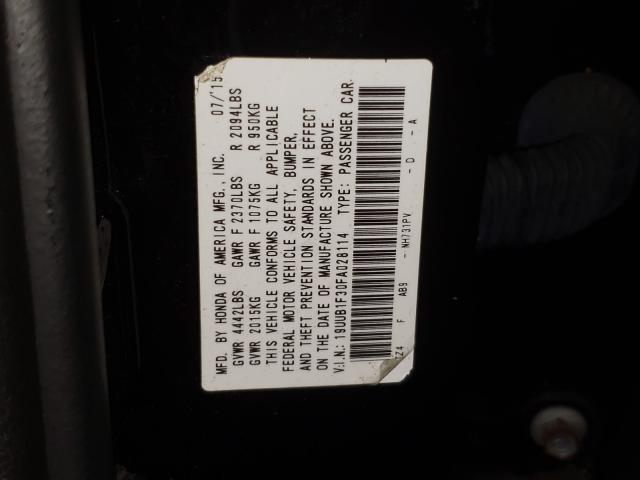 MFD. BY HONDA OF AMERICA MFG., INC. 07/'15
GVWR 4442LBS GAWR F 2370LBS R 2094LBS
GVWR 2015KG GAWR F 1075KG R 950KG
THIS VEHICLE CONFORMS TO ALL APPLICABLE
FEDERAL MOTOR VEHICLE SAFETY, BUMPER,
AND THEFT PREVENTION STANDARDS IN EFFECT
ON THE DATE OF MANUFACTURE SHOWN ABOVE.
V.I.N.: 19UUB1F30FA028114 TYPE: PASSENGER CAR
TZ4 F AB9 - NH731PV - D - A